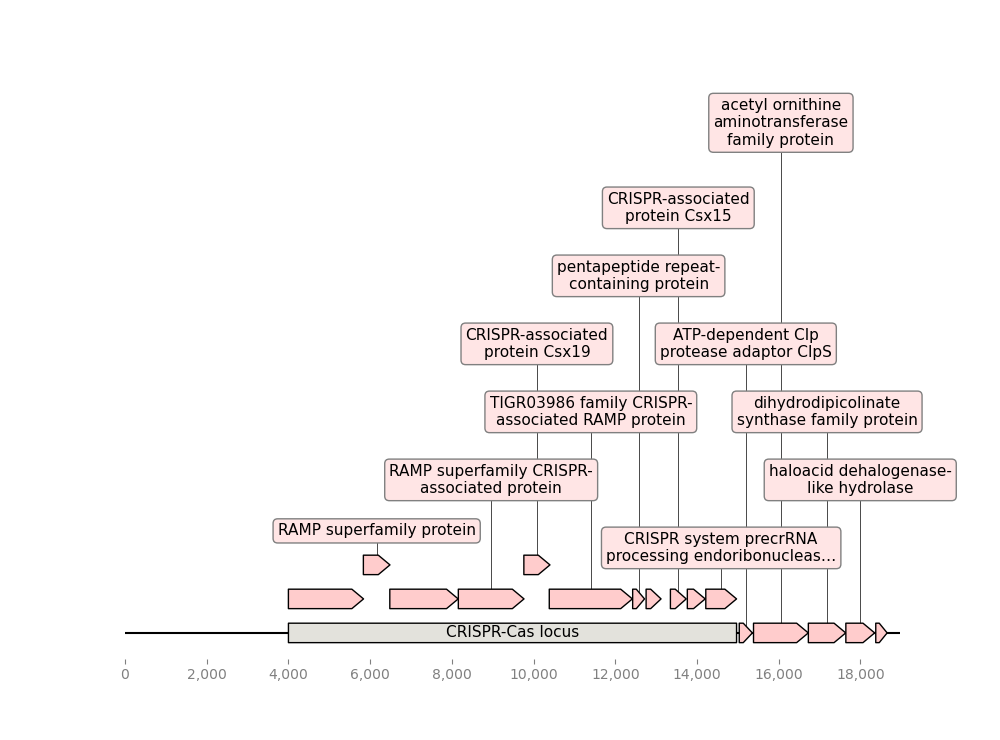 acetyl ornithine
aminotransferase
family protein
CRISPR-associated
protein Csx15
pentapeptide repeat-
containing protein
CRISPR-associated
protein Csx19
ATP-dependent Clp
protease adaptor ClpS
TIGR03986 family CRISPR-
associated RAMP protein
dihydrodipicolinate
synthase family protein
RAMP superfamily CRISPR-
associated protein
haloacid dehalogenase-
like hydrolase
RAMP superfamily protein
CRISPR system precrRNA
processing endoribonucleas...
CRISPR-Cas locus
0 2,000 4,000 6,000 8,000 10,000 12,000 14,000 16,000 18,000